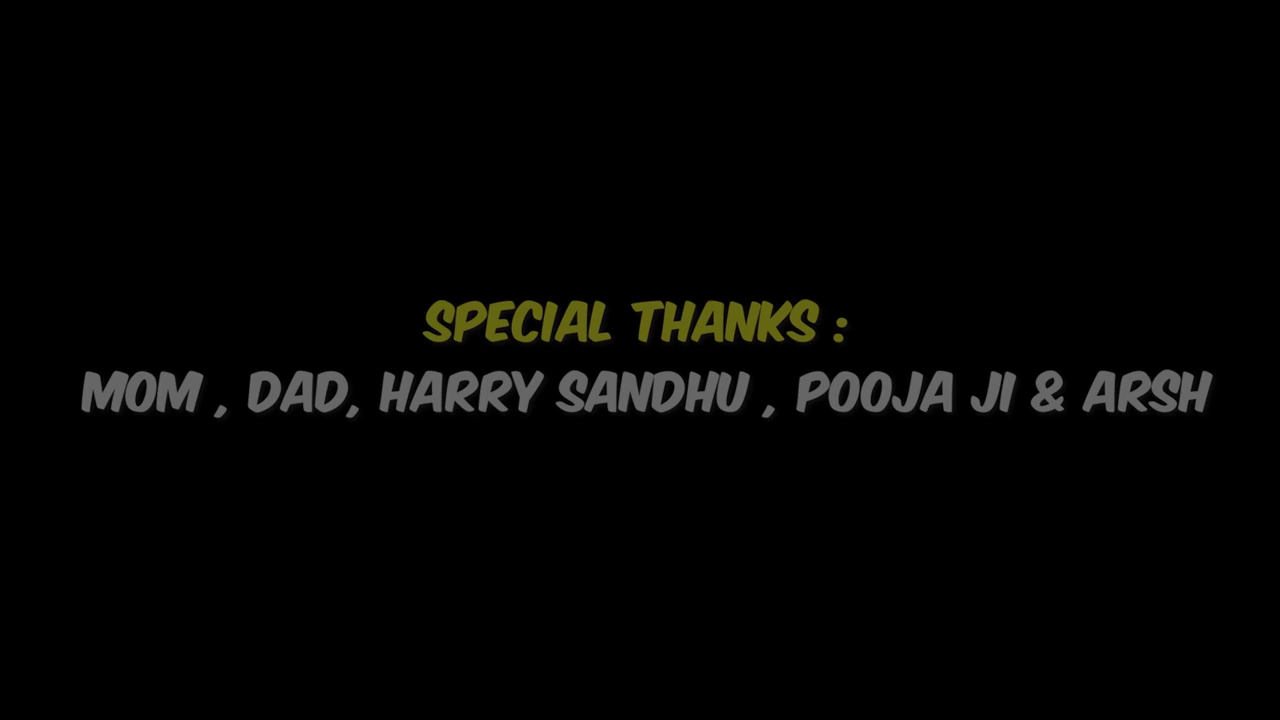 SPECIAL THANKS :
MOM , DAD, HARRY SANDHU , POOJA JI & ARSH